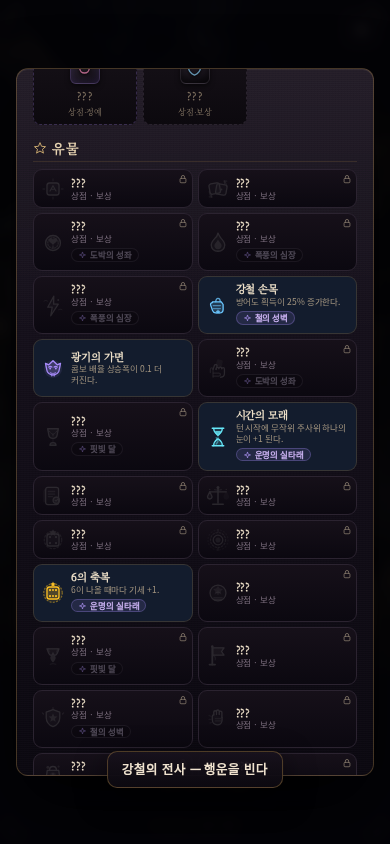 ???
???
상점·장에
상점·보상
유물
???
상점 · 보상
???
상점 · 보상
???
상점 · 보상
도박의 성좌
???
상점 · 보상
폭풍의 심장
???
상점 · 보상
폭풍의 심장
강철 손목
방어도 획득이 25% 증가한다.
철의 성벽
광기의 가면
콤보 배율 상승폭이 0.1 더
커진다.
???
상점 · 보상
도박의 성좌
???
상점 · 보상
핏빛 달
시간의 모래
턴 시작에 무작위 주사위 하나의
눈이 +1 된다.
운명의 실타래
???
상점 · 보상
???
상점 · 보상
???
상점 · 보상
???
상점 · 보상
6의 축복
6이 나올 때마다 기세 +1.
운명의 실타래
???
상점 · 보상
???
상점 · 보상
핏빛 달
???
상점 · 보상
???
상점 · 보상
철의 성벽
???
상점 · 보상
???
강철의 전사 — 행운을 빈다